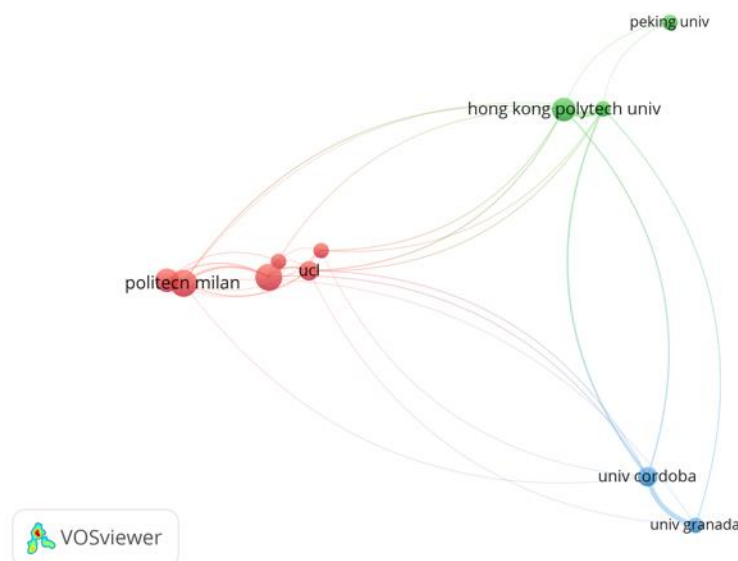 peking univ
hong kong polytech univ
ucl
politecn milan
univ cordoba
univ granada
VOSviewer